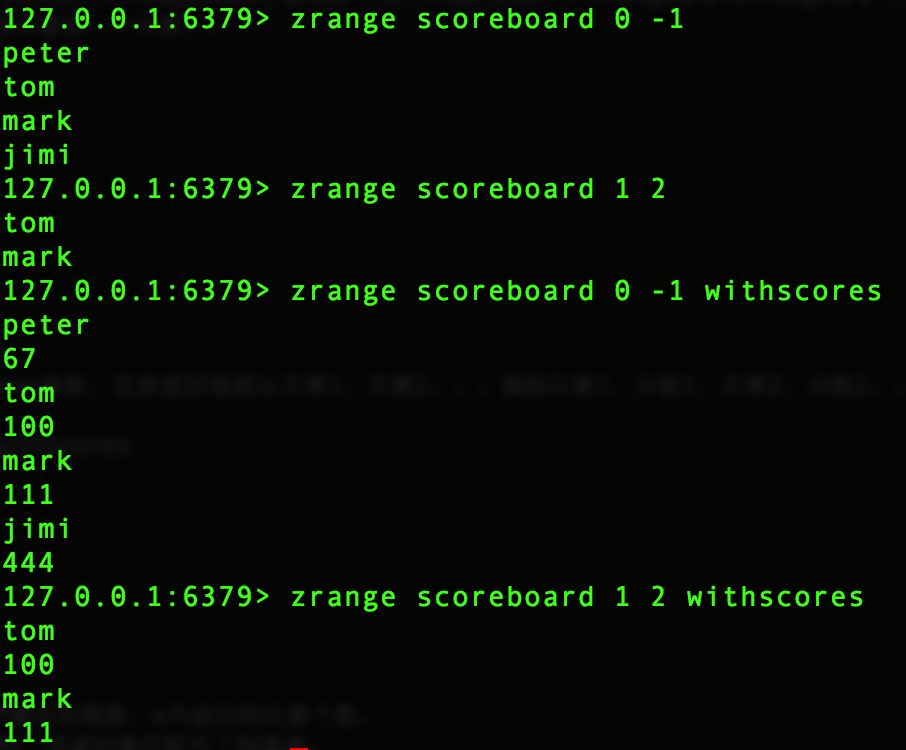 127.0.0.1:6379> zrange scoreboard 0 -1
peter
tom
mark
jimi
127.0.0.1:6379> zrange scoreboard 1 2
tom
mark
127.0.0.1:6379> zrange scoreboard 0 -1 withscores
peter
67
tom
100
mark
111
jimi
444
127.0.0.1:6379> zrange scoreboard 1 2 withscores
tom
100
mark
111